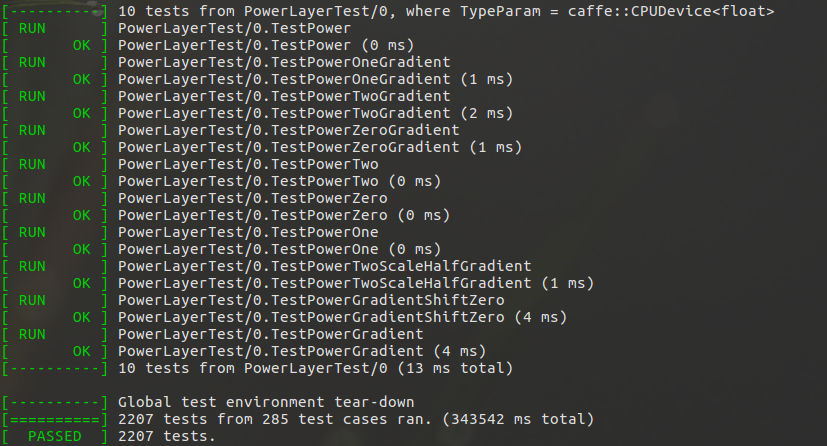 [----------] 10 tests from PowerLayerTest/0, where TypeParam = caffe::CPUDevice<float>
[ RUN      ] PowerLayerTest/0.TestPower
[       OK ] PowerLayerTest/0.TestPower (0 ms)
[ RUN      ] PowerLayerTest/0.TestPowerOneGradient
[       OK ] PowerLayerTest/0.TestPowerOneGradient (1 ms)
[ RUN      ] PowerLayerTest/0.TestPowerTwoGradient
[       OK ] PowerLayerTest/0.TestPowerTwoGradient (2 ms)
[ RUN      ] PowerLayerTest/0.TestPowerZeroGradient
[       OK ] PowerLayerTest/0.TestPowerZeroGradient (1 ms)
[ RUN      ] PowerLayerTest/0.TestPowerTwo
[       OK ] PowerLayerTest/0.TestPowerTwo (0 ms)
[ RUN      ] PowerLayerTest/0.TestPowerZero
[       OK ] PowerLayerTest/0.TestPowerZero (0 ms)
[ RUN      ] PowerLayerTest/0.TestPowerOne
[       OK ] PowerLayerTest/0.TestPowerOne (0 ms)
[ RUN      ] PowerLayerTest/0.TestPowerTwoScaleHalfGradient
[       OK ] PowerLayerTest/0.TestPowerTwoScaleHalfGradient (1 ms)
[ RUN      ] PowerLayerTest/0.TestPowerGradientShiftZero
[       OK ] PowerLayerTest/0.TestPowerGradientShiftZero (4 ms)
[ RUN      ] PowerLayerTest/0.TestPowerGradient
[       OK ] PowerLayerTest/0.TestPowerGradient (4 ms)
[----------] 10 tests from PowerLayerTest/0 (13 ms total)

[----------] Global test environment tear-down
[==========] 2207 tests from 285 test cases ran. (343542 ms total)
[  PASSED  ] 2207 tests.